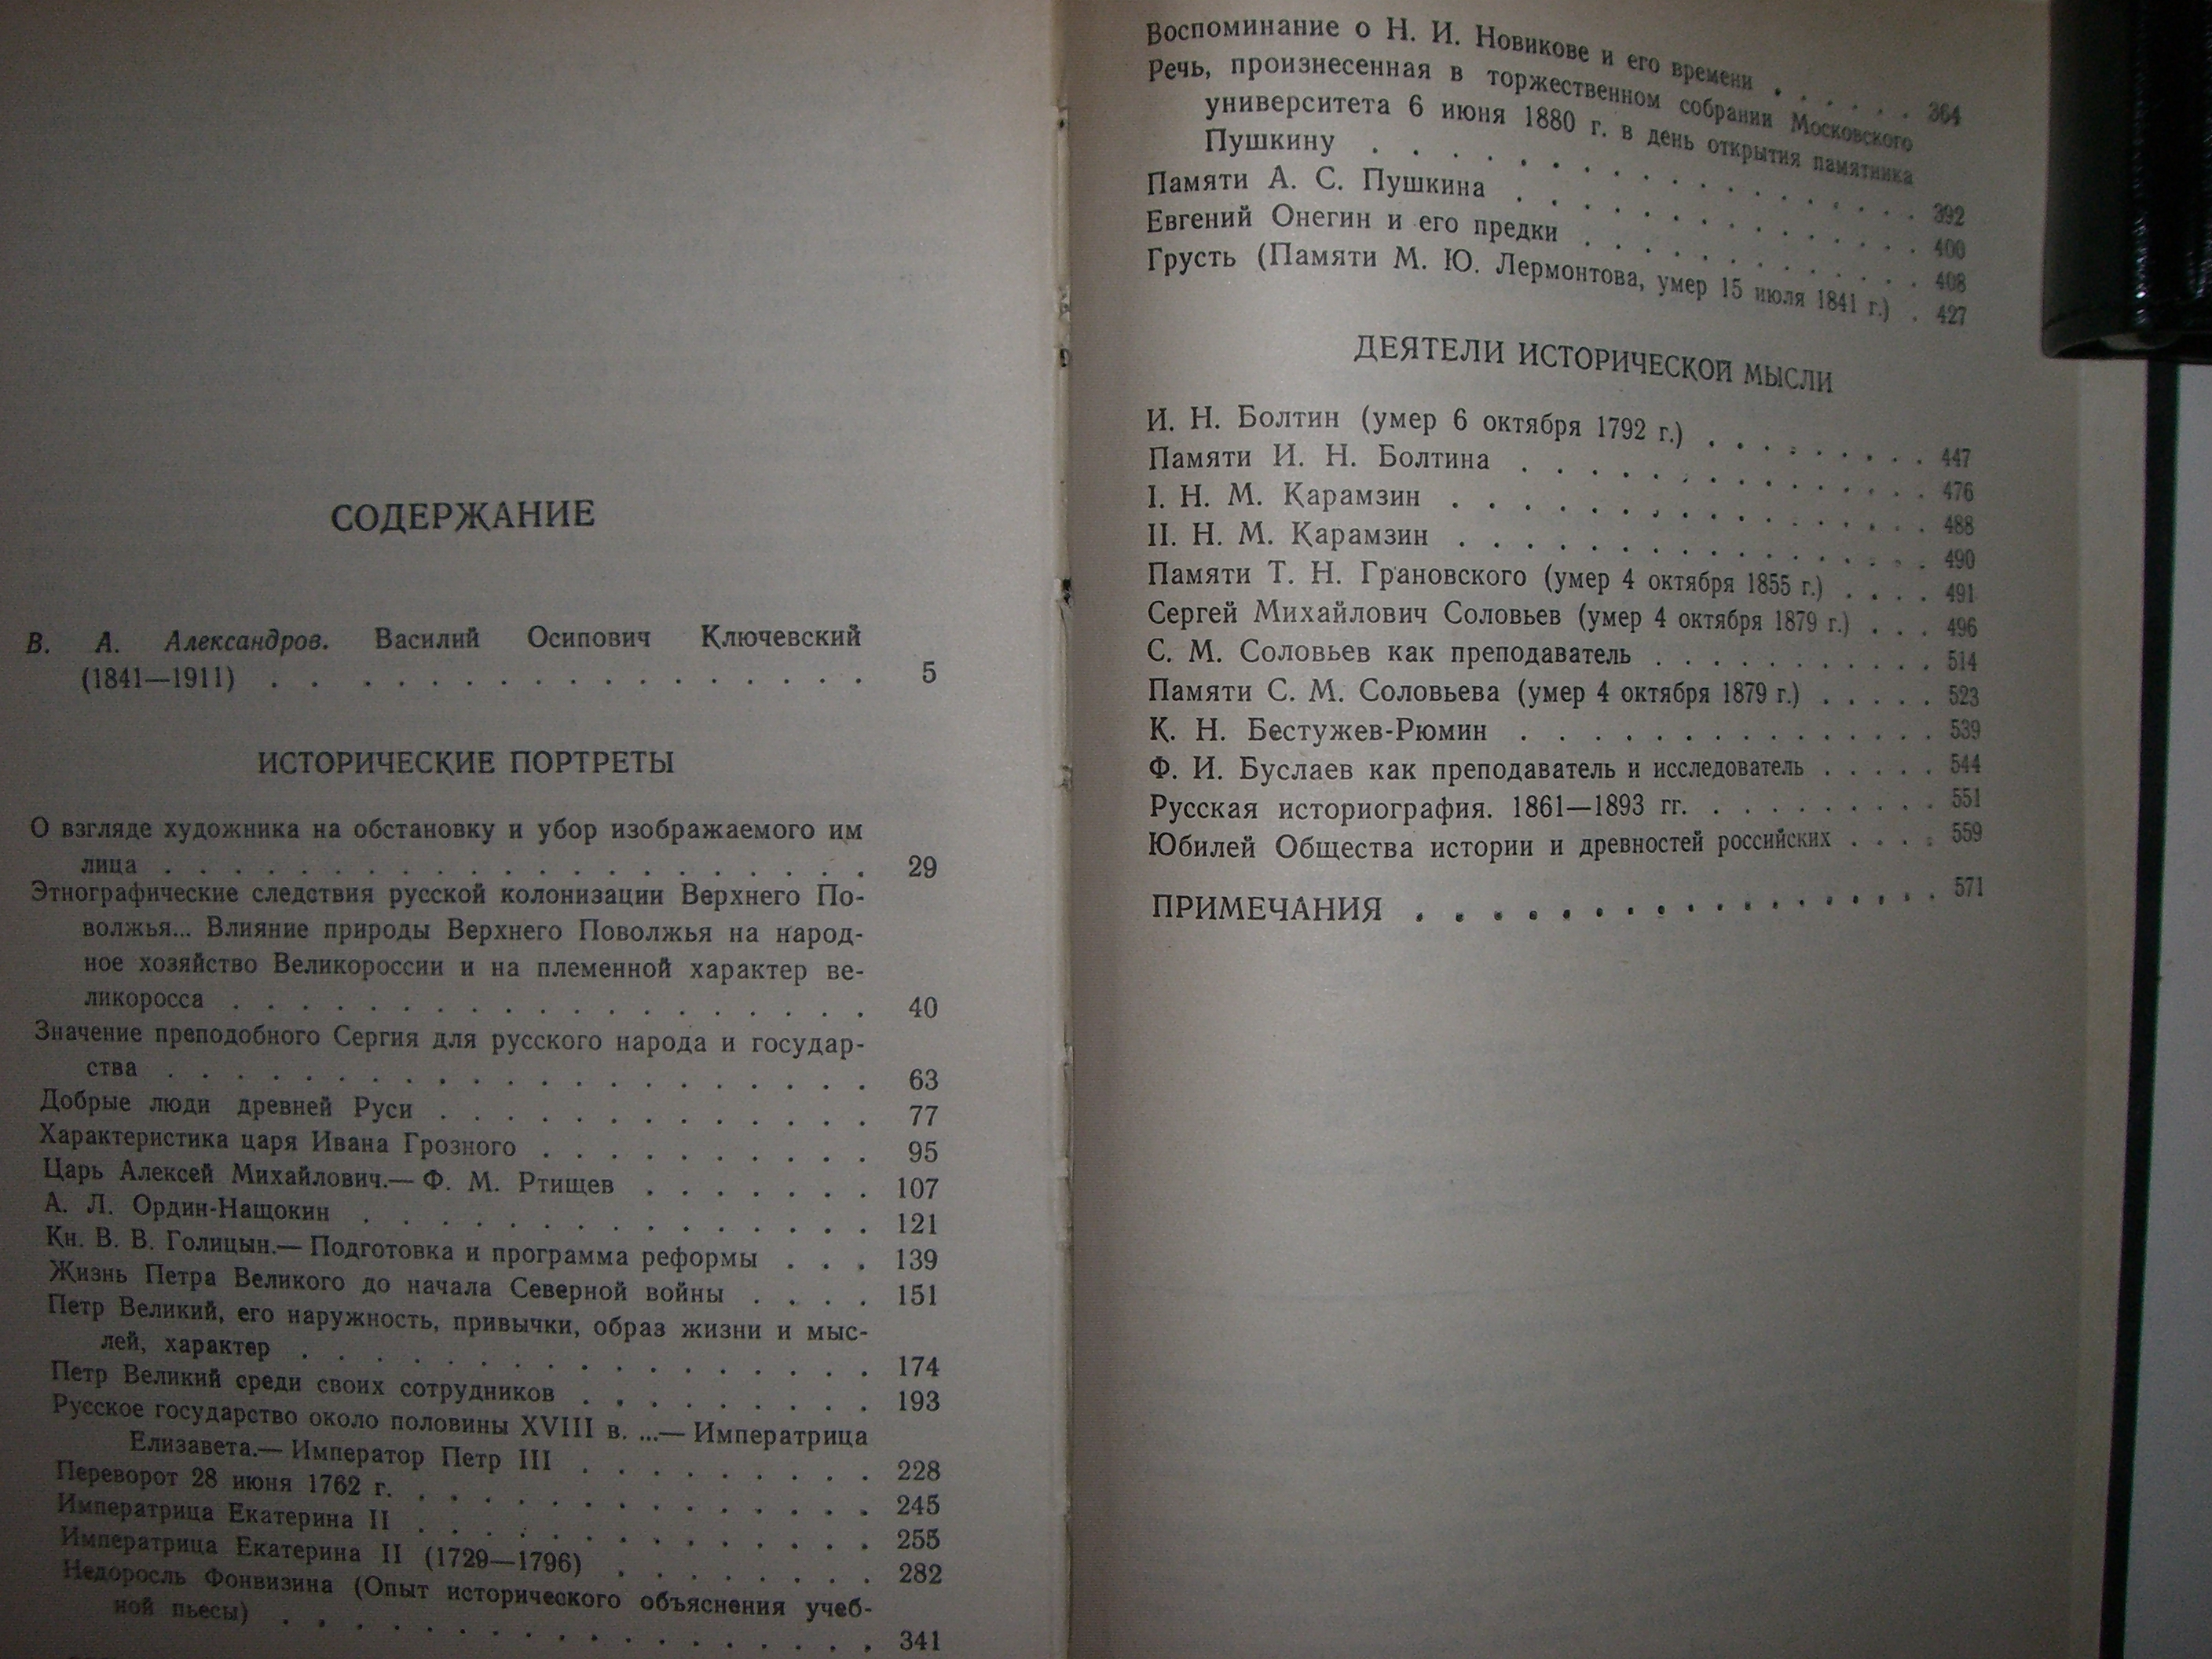 СОДЕРЖАНИЕ
В. А. Александров. Василий Осипович Ключевский
(1841—1911) . . . . . . . . . . . . . . . . . 5
ИСТОРИЧЕСКИЕ ПОРТРЕТЫ
О взгляде художника на обстановку и убор изображаемого им
лица . . . . . . . . . . . . . . . . . . . . 29
Этнографические следствия русской колонизации Верхнего По-
волжья... Влияние природы Верхнего Поволжья на народ-
ное хозяйство Великороссии и на племенной характер ве-
ликоросса . . . . . . . . . . . . . . . . . . 40
Значение преподобного Сергия для русского народа и государ-
ства . . . . . . . . . . . . . . . . . . . . 63
Добрые люди древней Руси . . . . . . . . . . . . . 77
Характеристика царя Ивана Грозного . . . . . . . . . . 95
Царь Алексей Михайлович.— Ф. М. Ртищев . . . . . . . 107
А. Л. Ордин-Нащокин . . . . . . . . . . . . . . . 121
Кн. В. В. Голицын.— Подготовка и программа реформы . . . 139
Жизнь Петра Великого до начала Северной войны . . . . 151
Петр Великий, его наружность, привычки, образ жизни и мыс-
лей, характер . . . . . . . . . . . . . . . . . 174
Петр Великий среди своих сотрудников . . . . . . . . . 193
Русское государство около половины XVIII в. ...— Императрица
Елизавета.— Император Петр III . . . . . . . . . 228
Переворот 28 июня 1762 г. . . . . . . . . . . . . . . 245
Императрица Екатерина II . . . . . . . . . . . . . . 255
Императрица Екатерина II (1729—1796) . . . . . . . . 282
Недоросль Фонвизина (Опыт исторического объяснения учеб-
ной пьесы) . . . . . . . . . . . . . . . . . 341
Воспоминание о Н. И. Новикове и его времени . . . . . . 364
Речь, произнесенная в торжественном собрании Московского
университета 6 июня 1880 г. в день открытия памятника
Пушкину . . . . . . . . . . . . . . . . 392
Памяти А. С. Пушкина . . . . . . . . . . . . . 400
Евгений Онегин и его предки . . . . . . . . . . . . 408
Грусть (Памяти М. Ю. Лермонтова, умер 15 июля 1841 г.) . 427
ДЕЯТЕЛИ ИСТОРИЧЕСКОЙ МЫСЛИ
И. Н. Болтин (умер 6 октября 1792 г.) . . . . . . . . . 447
Памяти И. Н. Болтина . . . . . . . . . . . . . . . 476
I. Н. М. Карамзин . . . . . . . . . . . . . . . . . 488
II. Н. М. Карамзин . . . . . . . . . . . . . . . . . 490
Памяти Т. Н. Грановского (умер 4 октября 1855 г.) . . . . 491
Сергей Михайлович Соловьев (умер 4 октября 1879 г.) . . . 496
С. М. Соловьев как преподаватель . . . . . . . . . . . 514
Памяти С. М. Соловьева (умер 4 октября 1879 г.) . . . . . 523
К. Н. Бестужев-Рюмин . . . . . . . . . . . . . . . 539
Ф. И. Буслаев как преподаватель и исследователь . . . . . 544
Русская историография. 1861—1893 гг. . . . . . . . . . 551
Юбилей Общества истории и древностей российских . . . . 559
ПРИМЕЧАНИЯ . . . . . . . . . . . . . . . . 571